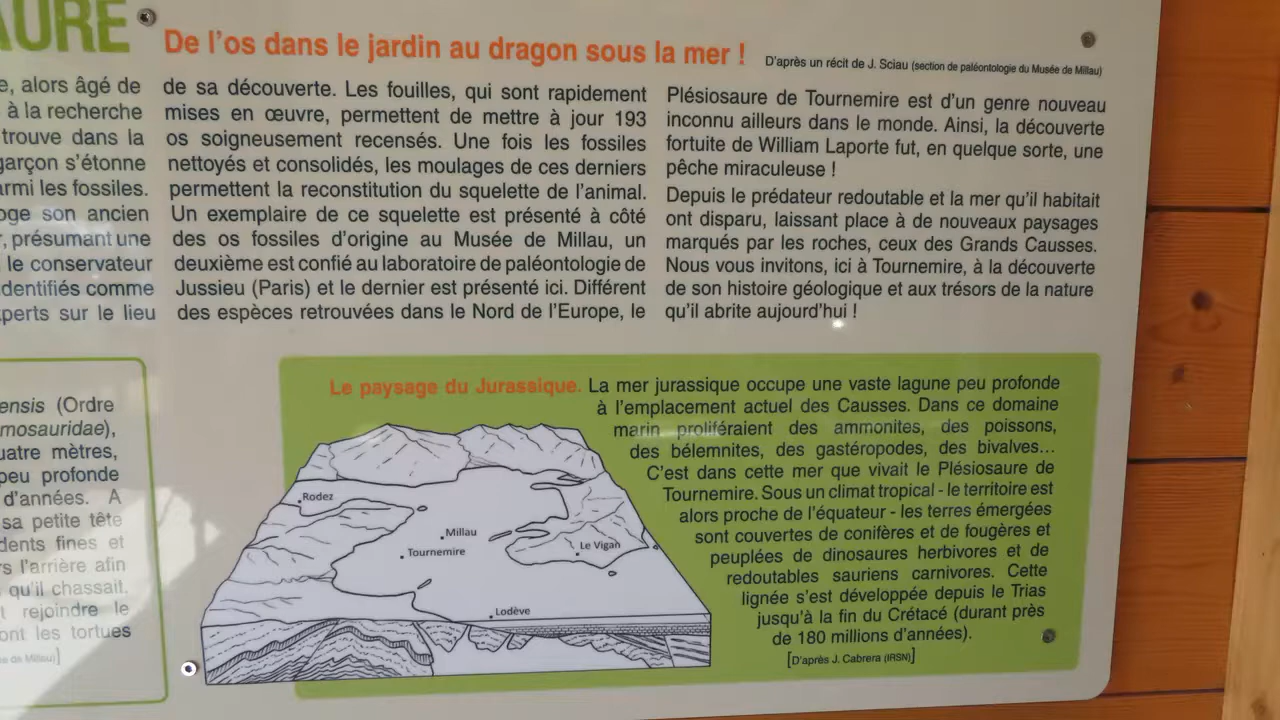 De l'os dans le jardin au dragon sous la mer !
D'après un récit de J. Sciau (section de paléontologie du Musée de Millau)
alors âgé de
à la recherche
trouve dans la
garçon s'étonne
les fossiles.
son ancien
présumant une
le conservateur
identifiés comme
sur le lieu
de sa découverte. Les fouilles, qui sont rapidement
mises en œuvre, permettent de mettre à jour 193
os soigneusement recensés. Une fois les fossiles
nettoyés et consolidés, les moulages de ces derniers
permettent la reconstitution du squelette de l'animal.
Un exemplaire de ce squelette est présenté à côté
des os fossiles d'origine au Musée de Millau, un
deuxième est confié au laboratoire de paléontologie de
Jussieu (Paris) et le dernier est présenté ici. Différent
des espèces retrouvées dans le Nord de l'Europe, le
Plésiosaure de Tournemire est d'un genre nouveau
inconnu ailleurs dans le monde. Ainsi, la découverte
fortuite de William Laporte fut, en quelque sorte, une
pêche miraculeuse !
Depuis le prédateur redoutable et la mer qu'il habitait
ont disparu, laissant place à de nouveaux paysages
marqués par les roches, ceux des Grands Causses.
Nous vous invitons, ici à Tournemire, à la découverte
de son histoire géologique et aux trésors de la nature
qu'il abrite aujourd'hui !
(Ordre
mètres,
peu profonde
d'années. A
sa petite tête
dents fines et
l'arrière afin
qu'il chassait.
rejoindre le
les tortues
de Millau)]
Le paysage du Jurassique. La mer jurassique occupe une vaste lagune peu profonde
à l'emplacement actuel des Causses. Dans ce domaine
marin proliféraient des ammonites, des poissons,
des bélemnites, des gastéropodes, des bivalves...
C'est dans cette mer que vivait le Plésiosaure de
Tournemire. Sous un climat tropical - le territoire est
alors proche de l'équateur - les terres émergées
sont couvertes de conifères et de fougères et
peuplées de dinosaures herbivores et de
redoutables sauriens carnivores. Cette
lignée s'est développée depuis le Trias
jusqu'à la fin du Crétacé (durant près
de 180 millions d'années).
[D'après J. Cabrera (IRSN)]
Rodez
Millau
Tournemire
Le Vigan
Lodève